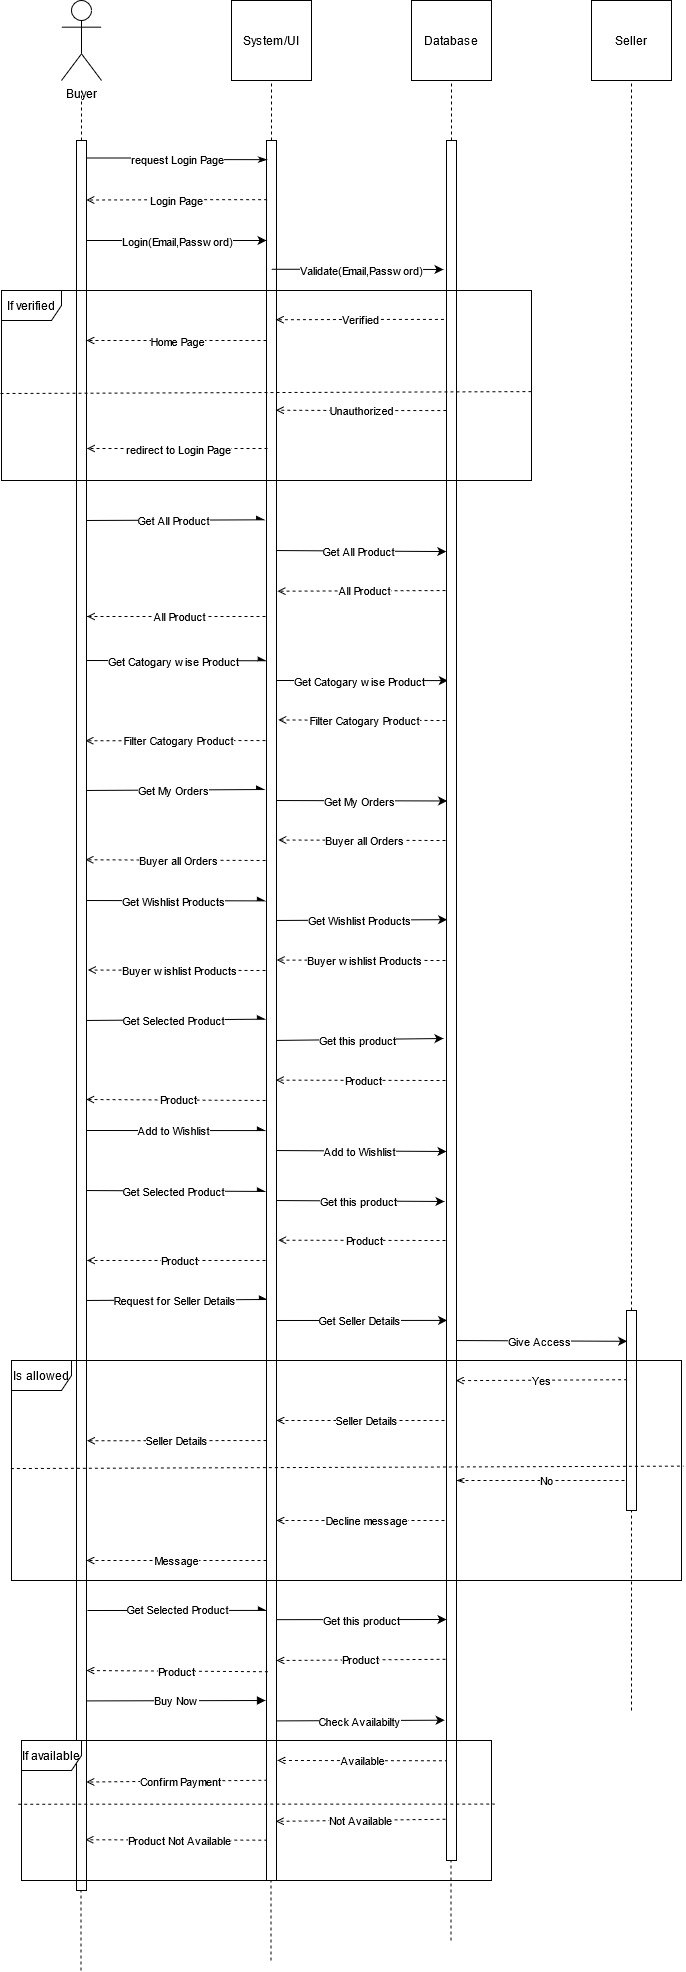 System/UI
Database
Seller
Buyer
request Login Page
Login Page
Login(Email,Password)
Validate(Email,Password)
If verified
Verified
Home Page
Unauthorized
redirect to Login Page
Get All Product
Get All Product
All Product
All Product
Get Catogary wise Product
Get Catogary wise Product
Filter Catogary Product
Filter Catogary Product
Get My Orders
Get My Orders
Buyer all Orders
Buyer all Orders
Get Wishlist Products
Get Wishlist Products
Buyer wishlist Products
Buyer wishlist Products
Get Selected Product
Get this product
Product
Product
Add to Wishlist
Add to Wishlist
Get Selected Product
Get this product
Product
Product
Request for Seller Details
Get Seller Details
Give Access
Is allowed
Yes
Seller Details
Seller Details
No
Decline message
Message
Get Selected Product
Get this product
Product
Product
Buy Now
Check Availabilty
If available
Available
Confirm Payment
Not Available
Product Not Available